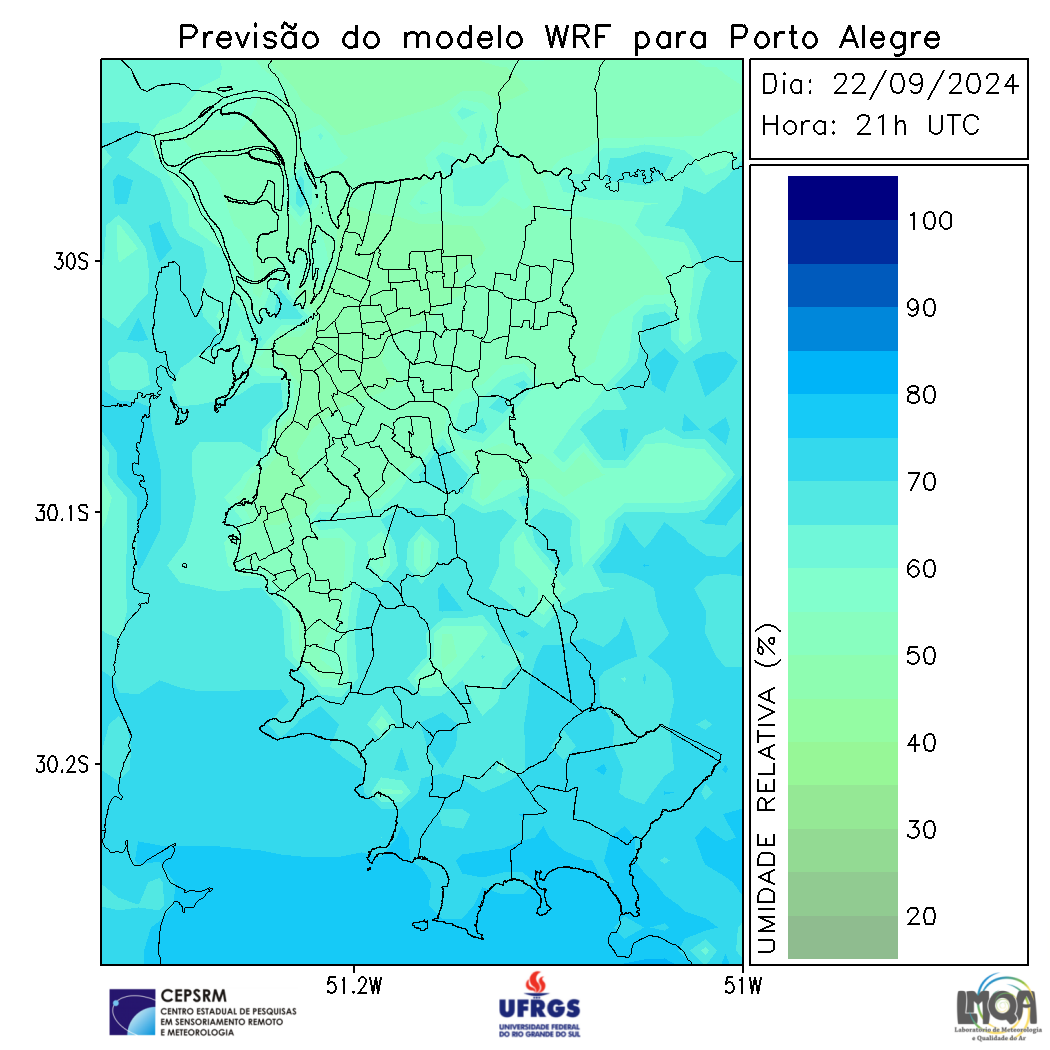 Previsão do modelo WRF para Porto Alegre
Dia: 22/09/2024
Hora: 21h UTC
100
90
80
70
60
50
40
30
20
UMIDADE RELATIVA (%)
30S
30.1S
30.2S
51.2W
51W
CEPSRM
CENTRO ESTADUAL DE PESQUISAS
EM SENSORIAMENTO REMOTO
E METEOROLOGIA
UFRGS
UNIVERSIDADE FEDERAL
DO RIO GRANDE DO SUL
LMQA
Laboratório de Meteorologia
e Qualidade do Ar